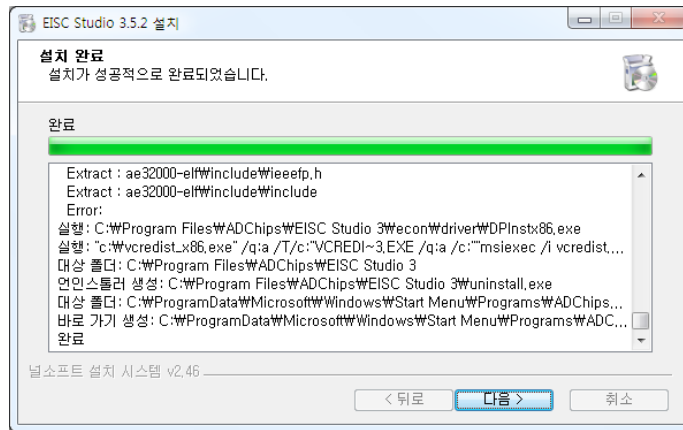 EISC Studio 3.5.2 설치
설치 완료
설치가 성공적으로 완료되었습니다.
완료
Extract : ae32000-elf₩include₩ieeefp.h
Extract : ae32000-elf₩include₩include
Error:
실행: C:₩Program Files₩ADChips₩EISC Studio 3₩econ₩driver₩DPInstx86.exe
실행: "c:₩vcredist_x86.exe" /q:a /T/c:"VCREDI~3.EXE /q:a /c:""msiexec /i vcredist,...
대상 폴더: C:₩Program Files₩ADChips₩EISC Studio 3
언인스톨러 생성: C:₩Program Files₩ADChips₩EISC Studio 3₩uninstall.exe
대상 폴더: C:₩ProgramData₩Microsoft₩Windows₩Start Menu₩Programs₩ADChips...
바로 가기 생성: C:₩ProgramData₩Microsoft₩Windows₩Start Menu₩Programs₩ADC...
완료
널소프트 설치 시스템 v2.46
< 뒤로
다음 >
취소